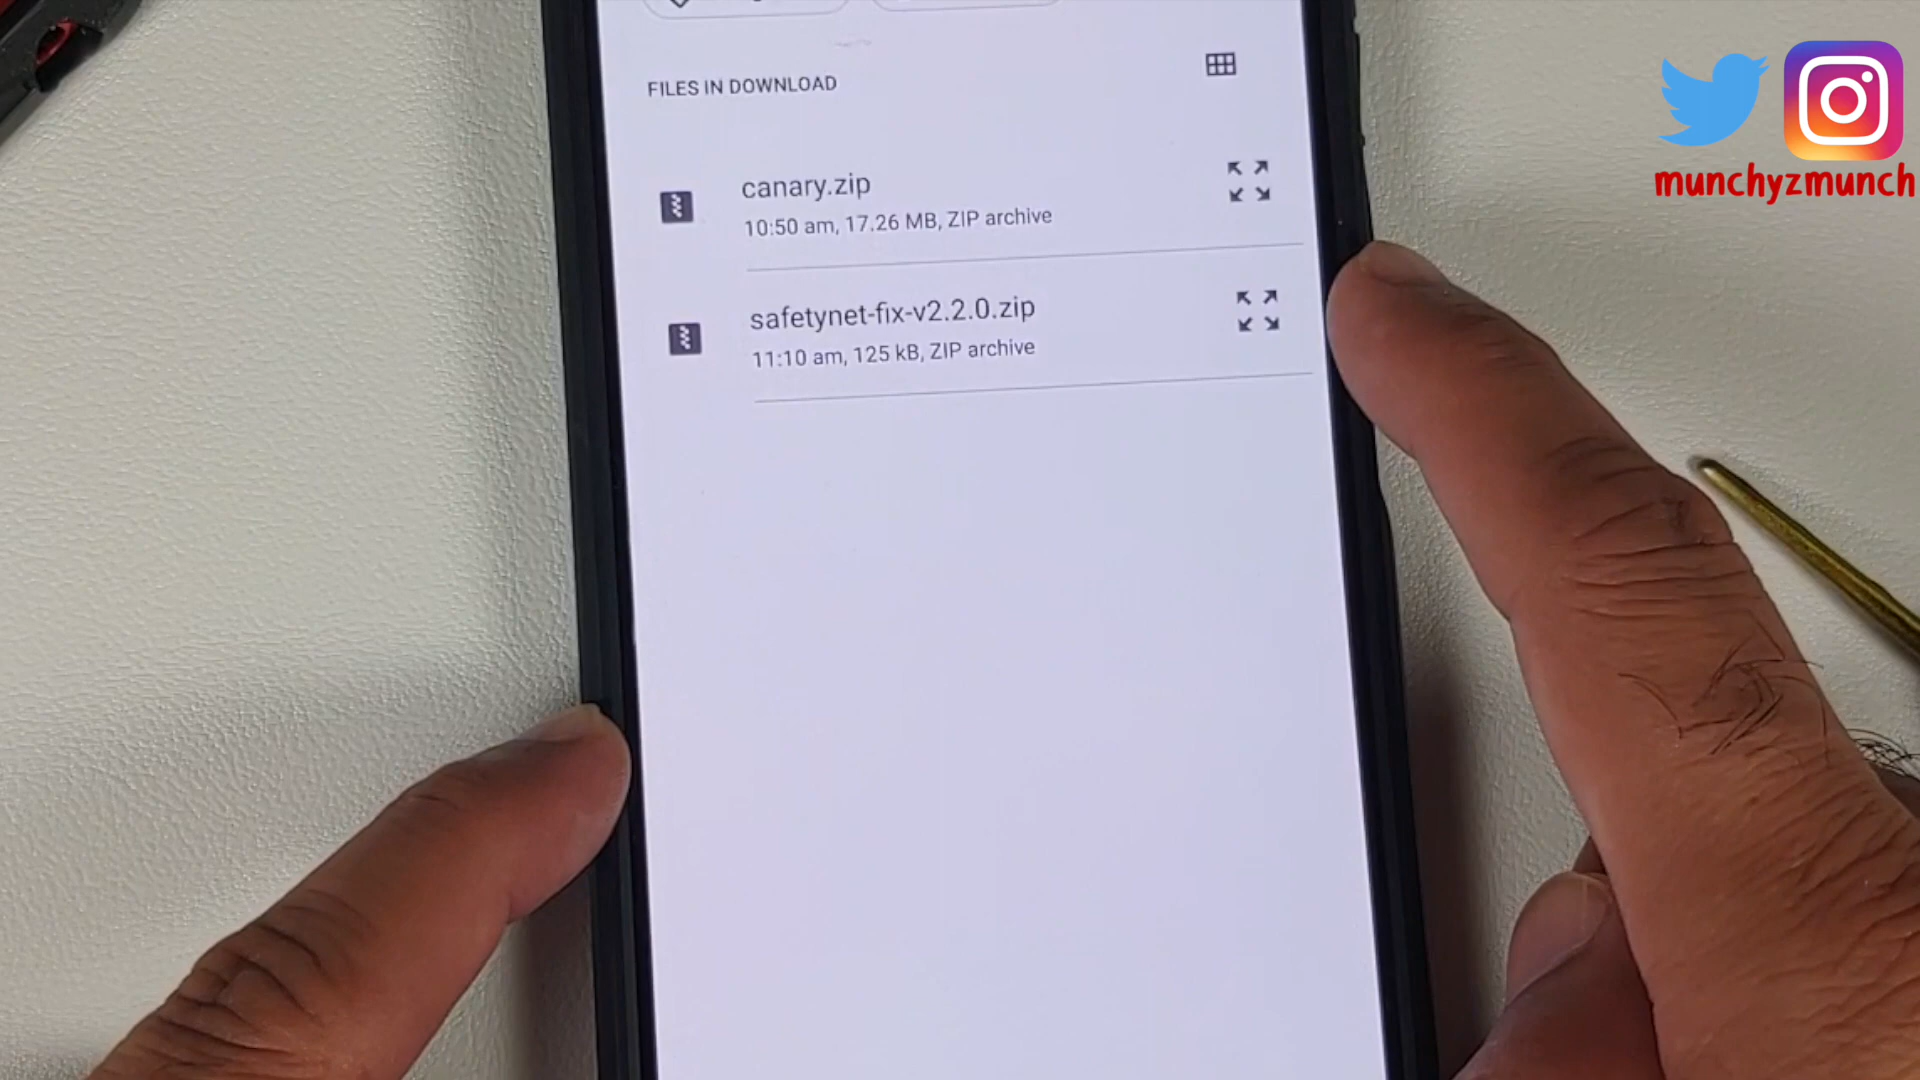 munchyzmunch
FILES IN DOWNLOAD
canary.zip
10:50 am, 17.26 MB, ZIP archive
safetynet-fix-v2.2.0.zip
11:10 am, 125 kB, ZIP archive